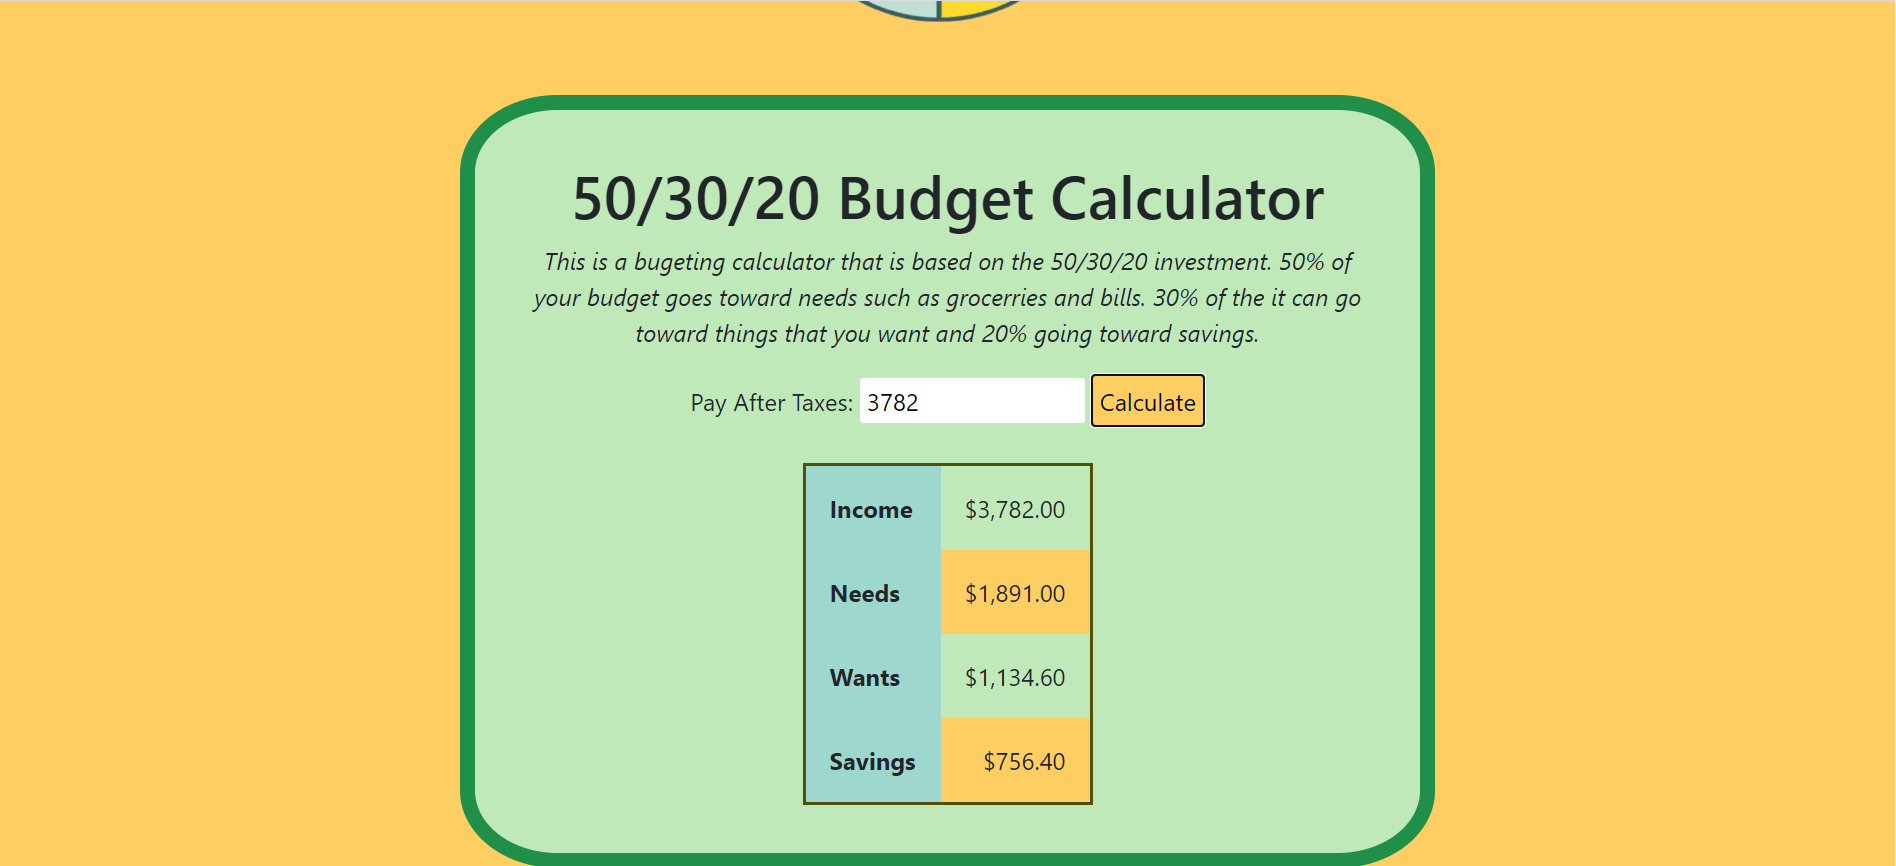 50/30/20 Budget Calculator
This is a bugeting calculator that is based on the 50/30/20 investment. 50% of
your budget goes toward needs such as grocerries and bills. 30% of the it can go
toward things that you want and 20% going toward savings.
Pay After Taxes: 3782 Calculate
Income $3,782.00
Needs $1,891.00
Wants $1,134.60
Savings $756.40